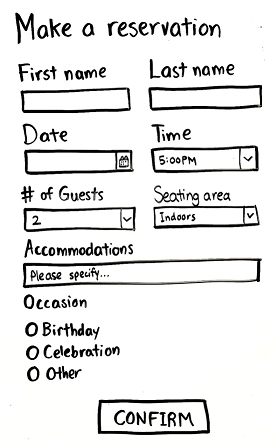 Make a reservation
First name Last name
Date Time
5:00PM
# of Guests Seating area
2 Indoors
Accommodations
Please specify...
Occasion
Birthday
Celebration
Other
CONFIRM